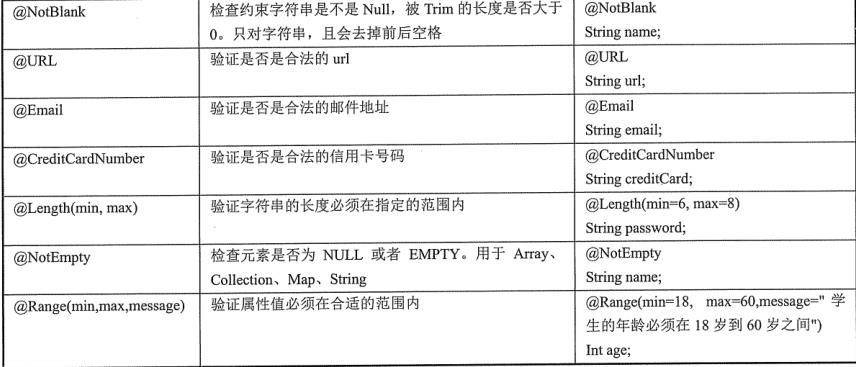 @NotBlank
检查约束字符串是不是 Null，被 Trim 的长度是否大于
0。只对字符串，且会去掉前后空格
@NotBlank
String name;
@URL
验证是否是合法的 url
@URL
String url;
@Email
验证是否是合法的邮件地址
@Email
String email;
@CreditCardNumber
验证是否是合法的信用卡号码
@CreditCardNumber
String creditCard;
@Length(min, max)
验证字符串的长度必须在指定的范围内
@Length(min=6, max=8)
String password;
@NotEmpty
检查元素是否为 NULL 或者 EMPTY。用于 Array、
Collection、Map、String
@NotEmpty
String name;
@Range(min,max,message)
验证属性值必须在合适的范围内
@Range(min=18, max=60,message=" 学
生的年龄必须在 18 岁到 60 岁之间")
Int age;